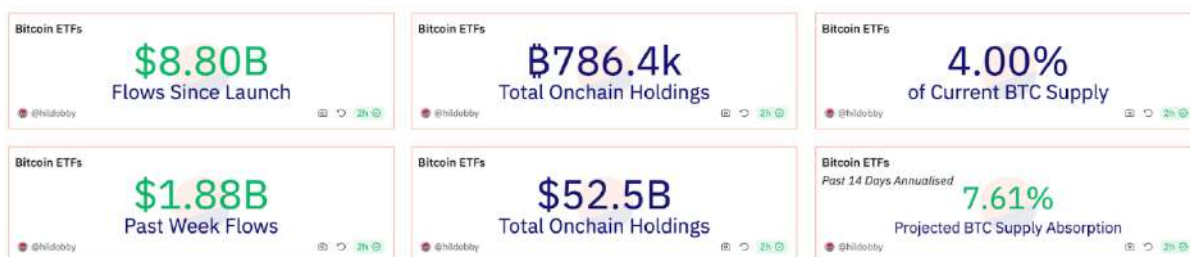 Bitcoin ETFs
$8.80B
Flows Since Launch
@hildobby
2h
Bitcoin ETFs
₿786.4k
Total Onchain Holdings
@hildobby
2h
Bitcoin ETFs
4.00%
of Current BTC Supply
@hildobby
2h
Bitcoin ETFs
$1.88B
Past Week Flows
@hildobby
2h
Bitcoin ETFs
$52.5B
Total Onchain Holdings
@hildobby
2h
Bitcoin ETFs
Past 14 Days Annualised
7.61%
Projected BTC Supply Absorption
@hildobby
2h